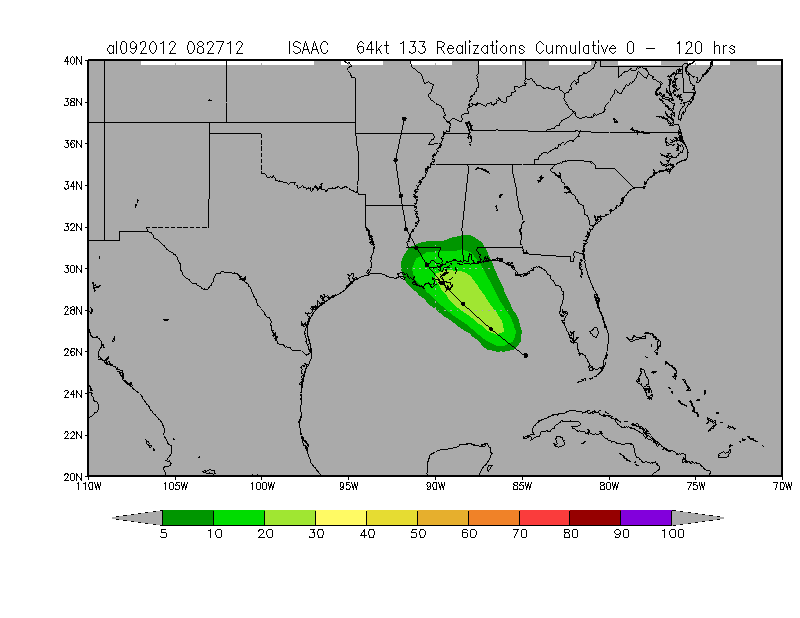 al092012 082712 ISAAC 64kt 133 Realizations Cumulative 0 - 120 hrs
40N
38N
36N
34N
32N
30N
28N
26N
24N
22N
20N
110W 105W 100W 95W 90W 85W 80W 75W 70W
5 10 20 30 40 50 60 70 80 90 100